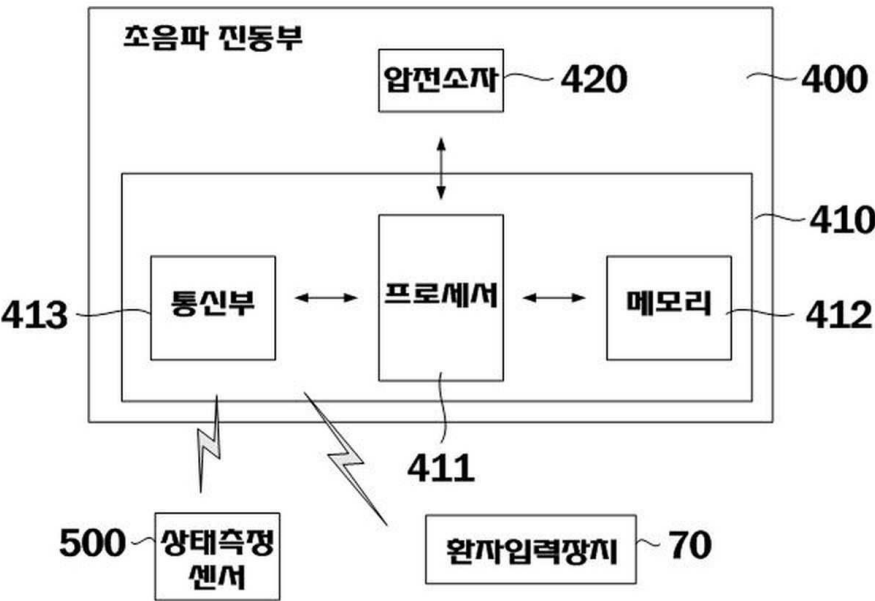 초음파 진동부
압전소자
420
400
410
통신부
프로세서
메모리
413
412
411
500
상태측정
센서
환자입력장치
70